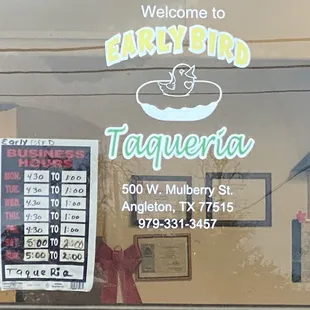 Welcome to
EARLY BIRD
Taquería
500 W. Mulberry St.
Angleton, TX 77515
979-331-3457
Early BIRD
BUSINESS
HOURS
MON. 4:30 TO 1:00
TUE. 4:30 TO 1:00
WED. 4:30 TO 1:00
THU. 4:30 TO 1:00
FRI. 4:30 TO 1:00
SAT. 5:00 TO 2:00
SUN. 5:00 TO 2:00
TaqueRia